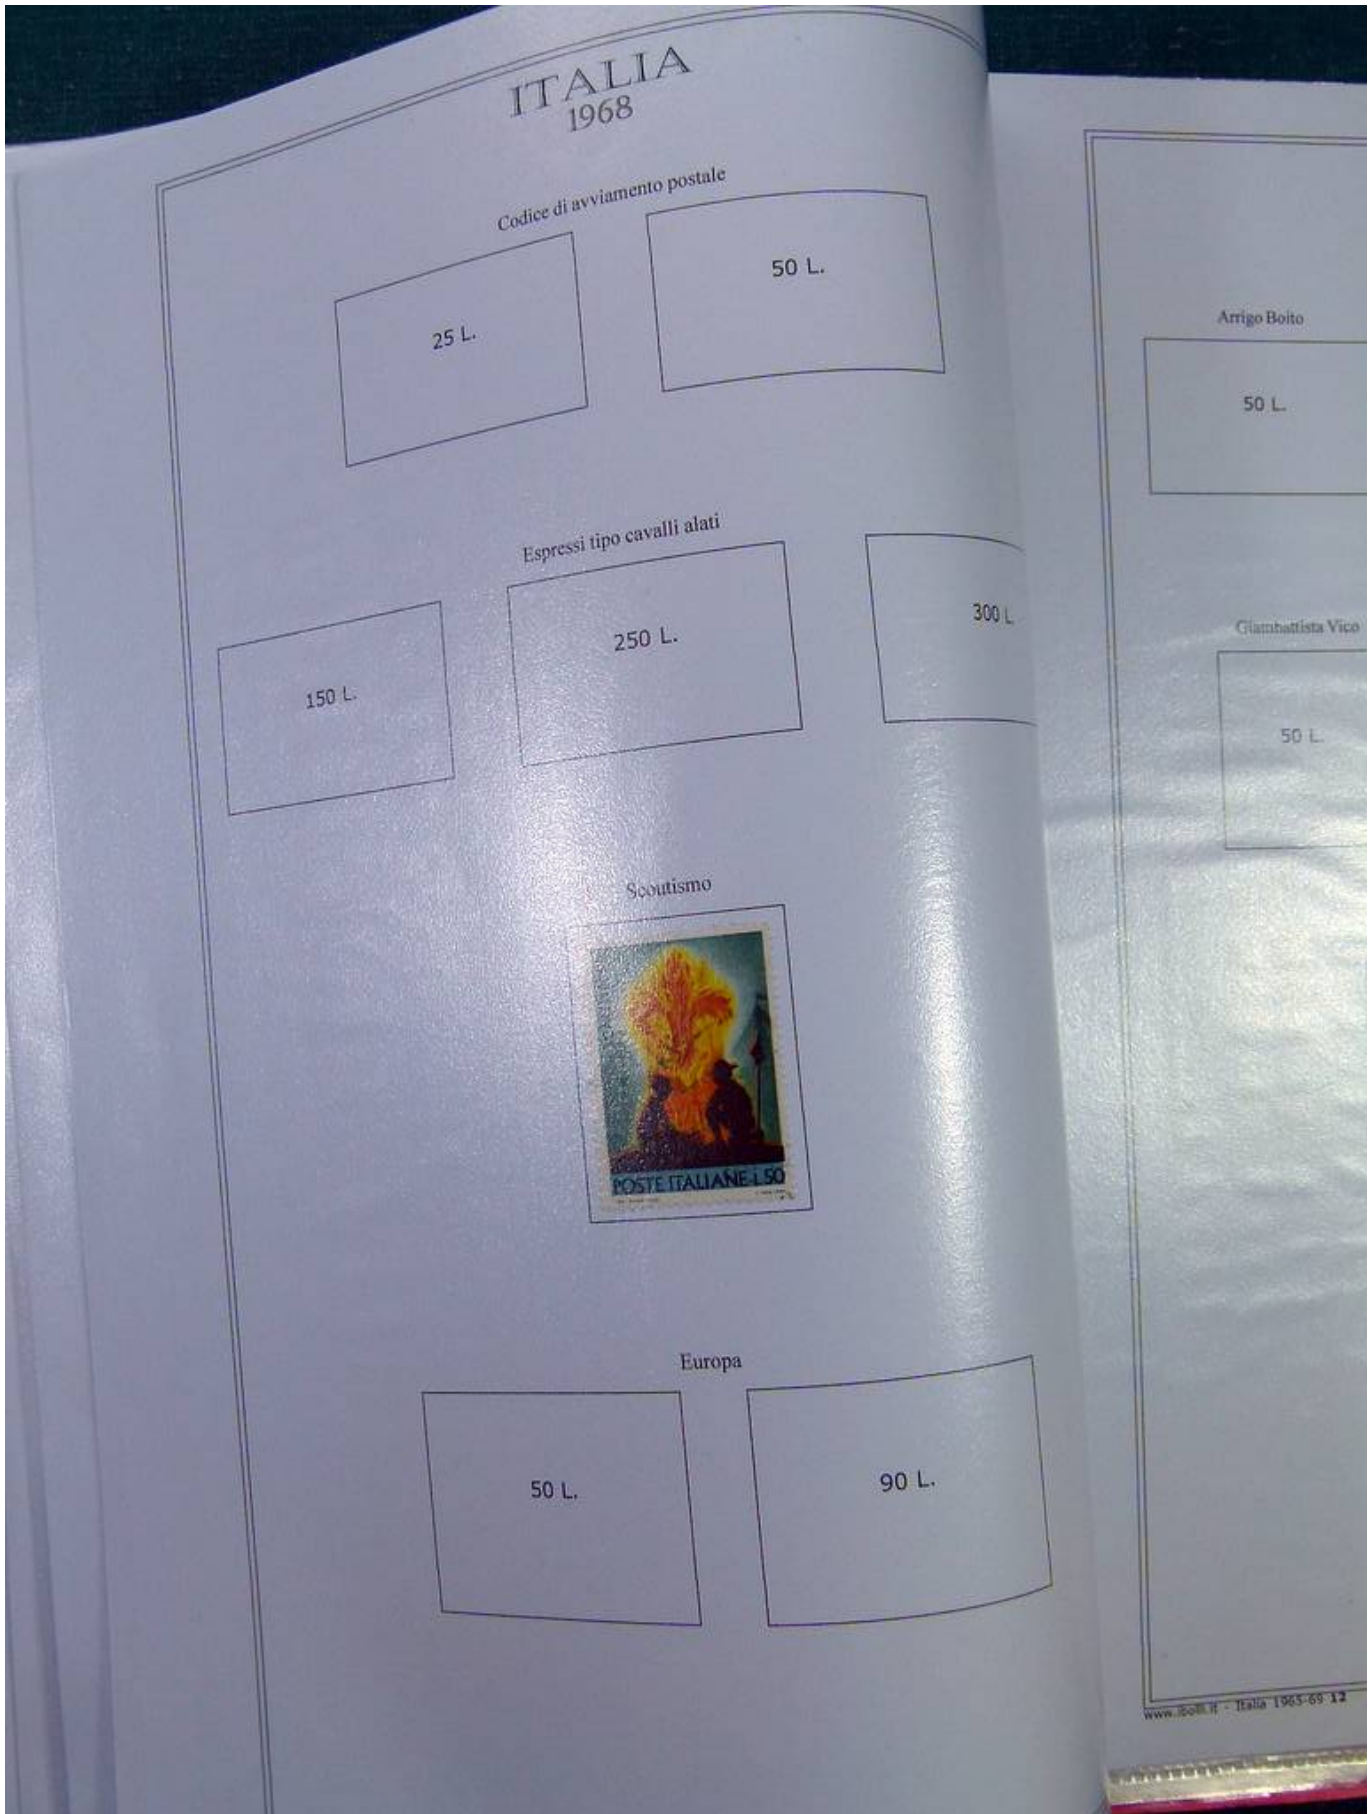 ITALIA
1968
Codice di avviamento postale
25 L.
50 L.
Espressi tipo cavalli alati
150 L.
250 L.
300 L
Scoutismo
POSTE ITALIANE-L50
Europa
50 L.
90 L.
Arrigo Boito
50 L.
Giambattista Vico
50 L.
www.ibolli.it - Italia 1965-69 12